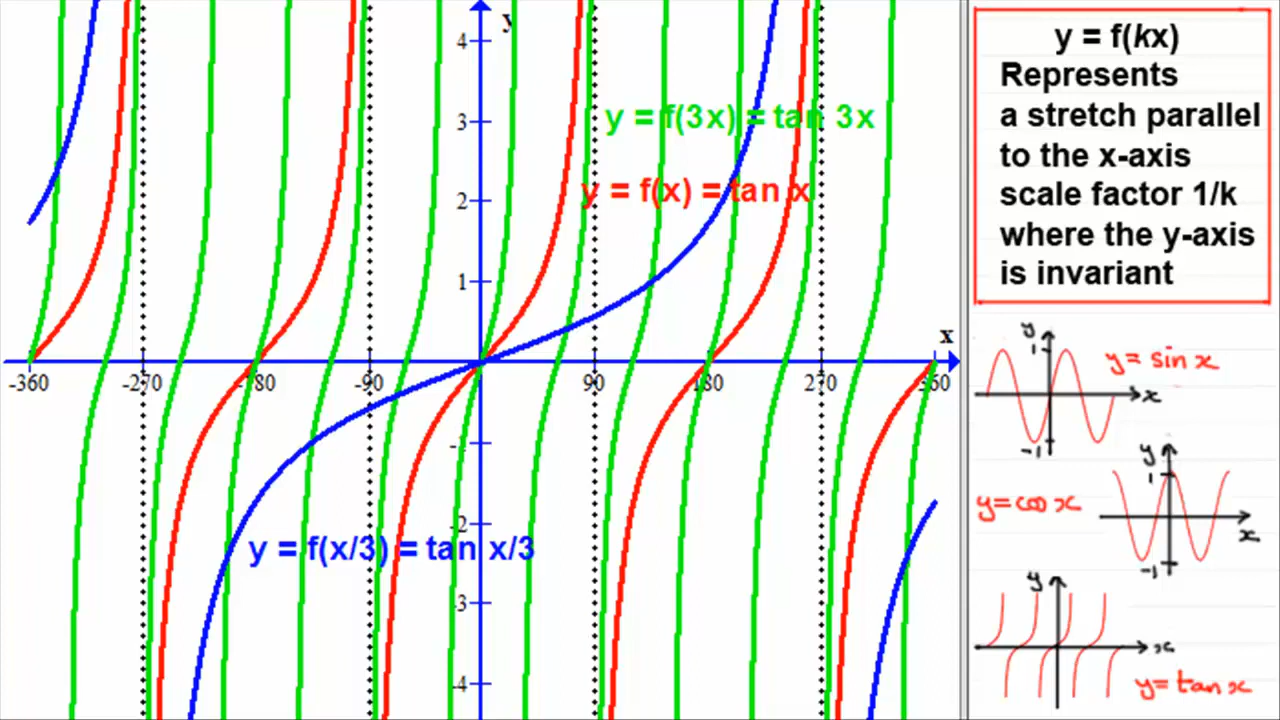 y
4
3
2
1
y = f(3x) = tan 3x
y = f(x) = tan x
x
-360
-270
-180
-90
90
180
270
360
-1
-2
-3
-4
y = f(x/3) = tan x/3
y = f(kx)
Represents
a stretch parallel
to the x-axis
scale factor 1/k
where the y-axis
is invariant
y
1
y = sin x
x
-1
y
1
y = cos x
x
-1
y
x
y = tan x